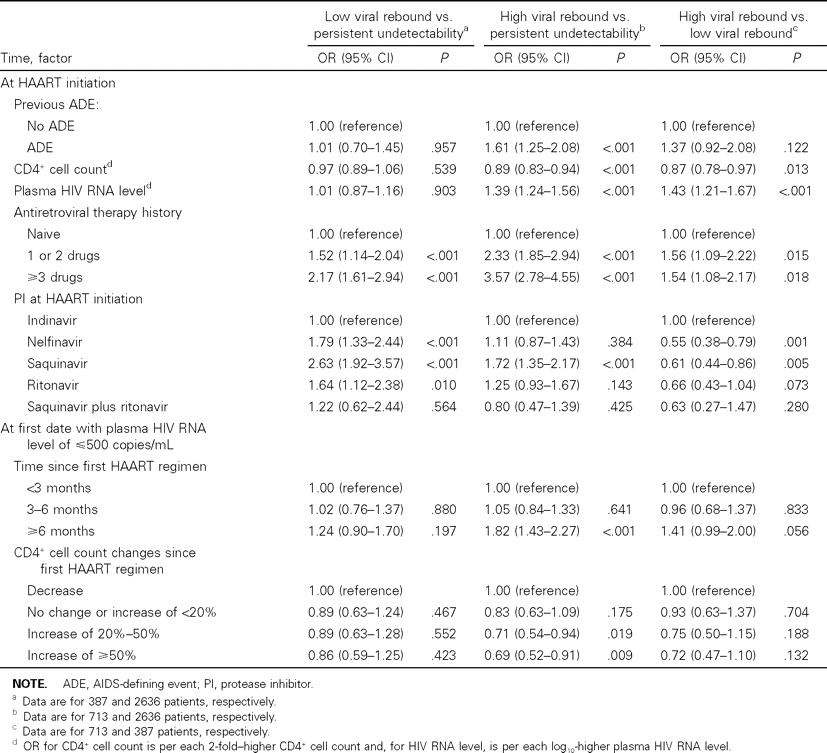 Low viral rebound vs. persistent undetectabilitya High viral rebound vs. persistent undetectabilityb High viral rebound vs. low viral reboundc
Time, factor OR (95% CI) P OR (95% CI) P OR (95% CI) P
At HAART initiation
Previous ADE:
No ADE 1.00 (reference) 1.00 (reference) 1.00 (reference)
ADE 1.01 (0.70–1.45) .957 1.61 (1.25–2.08) <.001 1.37 (0.92–2.08) .122
CD4+ cell countd 0.97 (0.89–1.06) .539 0.89 (0.83–0.94) <.001 0.87 (0.78–0.97) .013
Plasma HIV RNA leveld 1.01 (0.87–1.16) .903 1.39 (1.24–1.56) <.001 1.43 (1.21–1.67) <.001
Antiretroviral therapy history
Naive 1.00 (reference) 1.00 (reference) 1.00 (reference)
1 or 2 drugs 1.52 (1.14–2.04) <.001 2.33 (1.85–2.94) <.001 1.56 (1.09–2.22) .015
⩾3 drugs 2.17 (1.61–2.94) <.001 3.57 (2.78–4.55) <.001 1.54 (1.08–2.17) .018
PI at HAART initiation
Indinavir 1.00 (reference) 1.00 (reference) 1.00 (reference)
Nelfinavir 1.79 (1.33–2.44) <.001 1.11 (0.87–1.43) .384 0.55 (0.38–0.79) .001
Saquinavir 2.63 (1.92–3.57) <.001 1.72 (1.35–2.17) <.001 0.61 (0.44–0.86) .005
Ritonavir 1.64 (1.12–2.38) .010 1.25 (0.93–1.67) .143 0.66 (0.43–1.04) .073
Saquinavir plus ritonavir 1.22 (0.62–2.44) .564 0.80 (0.47–1.39) .425 0.63 (0.27–1.47) .280
At first date with plasma HIV RNA
level of ⩽500 copies/mL
Time since first HAART regimen
<3 months 1.00 (reference) 1.00 (reference) 1.00 (reference)
3–6 months 1.02 (0.76–1.37) .880 1.05 (0.84–1.33) .641 0.96 (0.68–1.37) .833
⩾6 months 1.24 (0.90–1.70) .197 1.82 (1.43–2.27) <.001 1.41 (0.99–2.00) .056
CD4+ cell count changes since
first HAART regimen
Decrease 1.00 (reference) 1.00 (reference) 1.00 (reference)
No change or increase of <20% 0.89 (0.63–1.24) .467 0.83 (0.63–1.09) .175 0.93 (0.63–1.37) .704
Increase of 20%–50% 0.89 (0.63–1.28) .552 0.71 (0.54–0.94) .019 0.75 (0.50–1.15) .188
Increase of ⩾50% 0.86 (0.59–1.25) .423 0.69 (0.52–0.91) .009 0.72 (0.47–1.10) .132
NOTE. ADE, AIDS-defining event; PI, protease inhibitor.
a Data are for 387 and 2636 patients, respectively.
b Data are for 713 and 2636 patients, respectively.
c Data are for 713 and 387 patients, respectively.
d OR for CD4+ cell count is per each 2-fold–higher CD4+ cell count and, for HIV RNA level, is per each log10-higher plasma HIV RNA level.